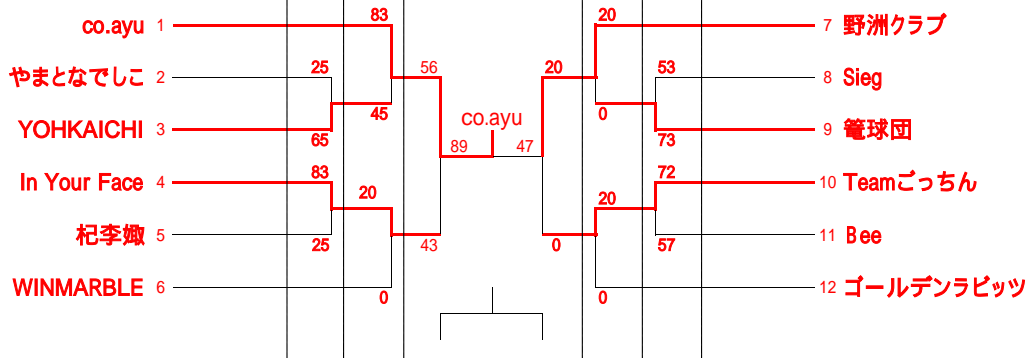 co.ayu 1
83
20
7 野洲クラブ
やまとなでしこ 2
25
56
20
53
8 Sieg
YOHKAICHI 3
65
45
co.ayu
0
73
9 篭球団
89
47
In Your Face 4
83
20
20
72
10 Teamごっちん
杞李娵 5
25
43
0
57
11 Bee
WINMARBLE 6
0
0
12 ゴールデンラビッツ